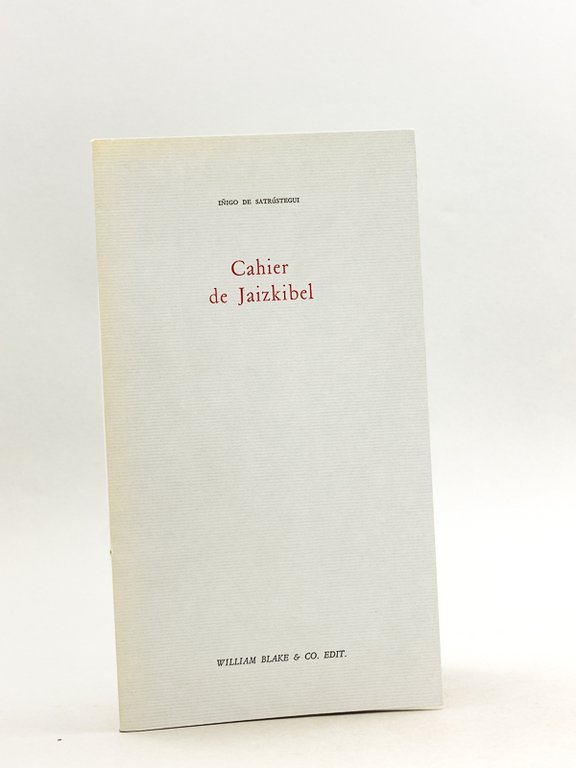 IÑIGO DE SATRÚSTEGUI
Cahier
de Jaizkibel
WILLIAM BLAKE & CO. EDIT.